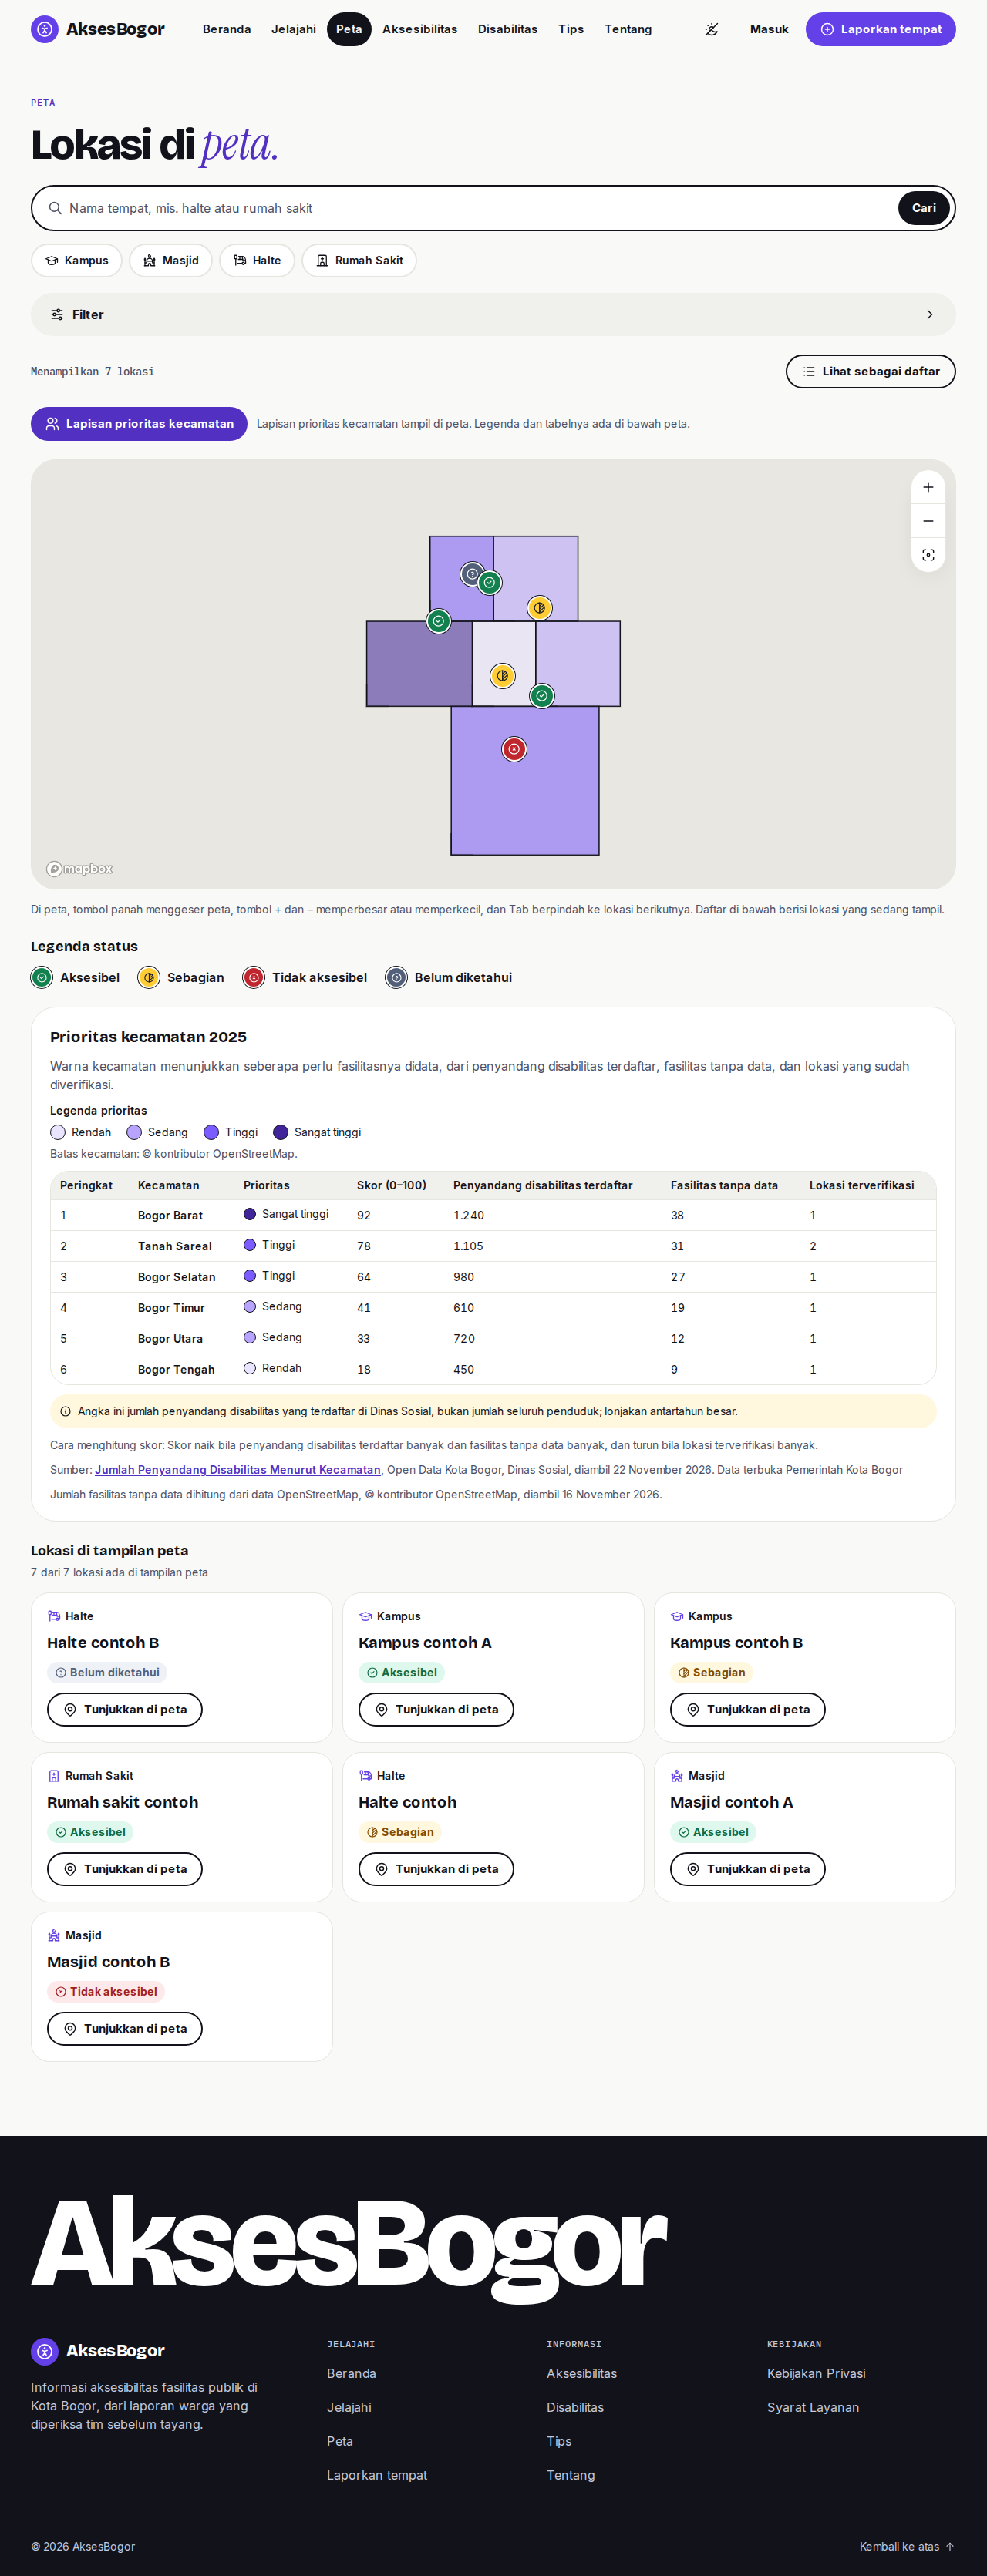 AksesBogor
Beranda
Jelajahi
Peta
Aksesibilitas
Disabilitas
Tips
Tentang
Masuk
Laporkan tempat
PETA
Lokasi di peta.
Nama tempat, mis. halte atau rumah sakit
Cari
Kampus
Masjid
Halte
Rumah Sakit
Filter
Menampilkan 7 lokasi
Lihat sebagai daftar
Lapisan prioritas kecamatan
Lapisan prioritas kecamatan tampil di peta. Legenda dan tabelnya ada di bawah peta.
mapbox
Di peta, tombol panah menggeser peta, tombol + dan − memperbesar atau memperkecil, dan Tab berpindah ke lokasi berikutnya. Daftar di bawah berisi lokasi yang sedang tampil.
Legenda status
Aksesibel
Sebagian
Tidak aksesibel
Belum diketahui
Prioritas kecamatan 2025
Warna kecamatan menunjukkan seberapa perlu fasilitasnya didata, dari penyandang disabilitas terdaftar, fasilitas tanpa data, dan lokasi yang sudah
diverifikasi.
Legenda prioritas
Rendah
Sedang
Tinggi
Sangat tinggi
Batas kecamatan: © kontributor OpenStreetMap.
Peringkat Kecamatan Prioritas Skor (0–100) Penyandang disabilitas terdaftar Fasilitas tanpa data Lokasi terverifikasi
1 Bogor Barat Sangat tinggi 92 1.240 38 1
2 Tanah Sareal Tinggi 78 1.105 31 2
3 Bogor Selatan Tinggi 64 980 27 1
4 Bogor Timur Sedang 41 610 19 1
5 Bogor Utara Sedang 33 720 12 1
6 Bogor Tengah Rendah 18 450 9 1
Angka ini jumlah penyandang disabilitas yang terdaftar di Dinas Sosial, bukan jumlah seluruh penduduk; lonjakan antartahun besar.
Cara menghitung skor: Skor naik bila penyandang disabilitas terdaftar banyak dan fasilitas tanpa data banyak, dan turun bila lokasi terverifikasi banyak.
Sumber: Jumlah Penyandang Disabilitas Menurut Kecamatan, Open Data Kota Bogor, Dinas Sosial, diambil 22 November 2026. Data terbuka Pemerintah Kota Bogor
Jumlah fasilitas tanpa data dihitung dari data OpenStreetMap, © kontributor OpenStreetMap, diambil 16 November 2026.
Lokasi di tampilan peta
7 dari 7 lokasi ada di tampilan peta
Halte
Halte contoh B
Belum diketahui
Tunjukkan di peta
Kampus
Kampus contoh A
Aksesibel
Tunjukkan di peta
Kampus
Kampus contoh B
Sebagian
Tunjukkan di peta
Rumah Sakit
Rumah sakit contoh
Aksesibel
Tunjukkan di peta
Halte
Halte contoh
Sebagian
Tunjukkan di peta
Masjid
Masjid contoh A
Aksesibel
Tunjukkan di peta
Masjid
Masjid contoh B
Tidak aksesibel
Tunjukkan di peta
AksesBogor
AksesBogor
Informasi aksesibilitas fasilitas publik di
Kota Bogor, dari laporan warga yang
diperiksa tim sebelum tayang.
JELAJAHI
Beranda
Jelajahi
Peta
Laporkan tempat
INFORMASI
Aksesibilitas
Disabilitas
Tips
Tentang
KEBIJAKAN
Kebijakan Privasi
Syarat Layanan
© 2026 AksesBogor
Kembali ke atas ↑